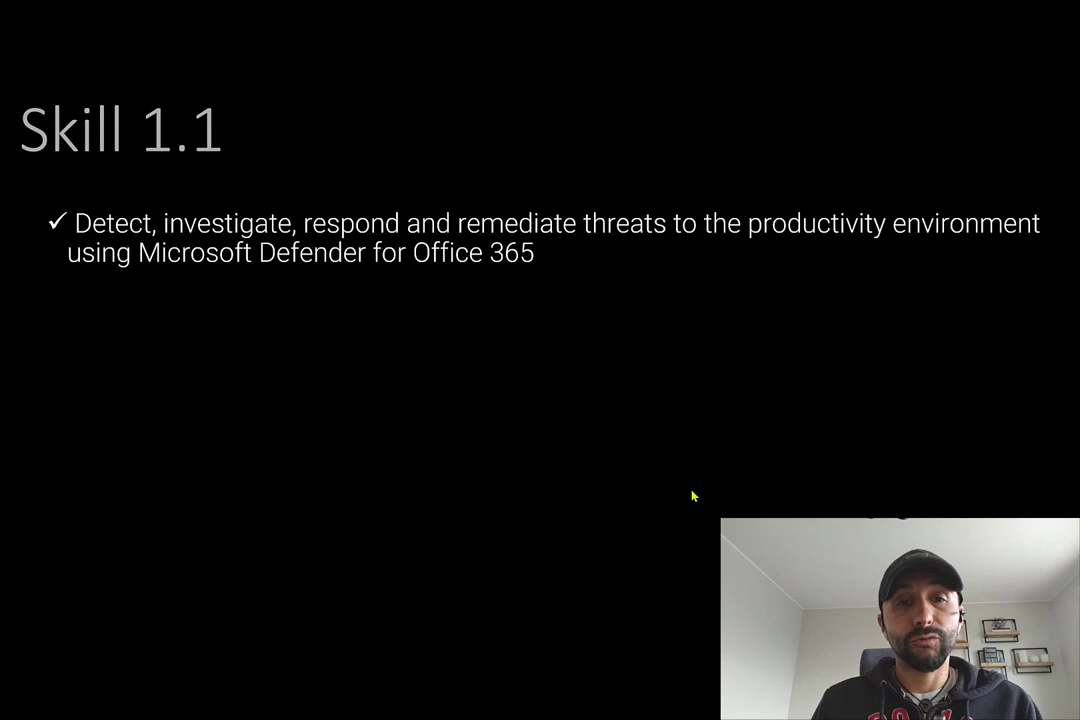 Skill 1.1
✓ Detect, investigate, respond and remediate threats to the productivity environment
using Microsoft Defender for Office 365